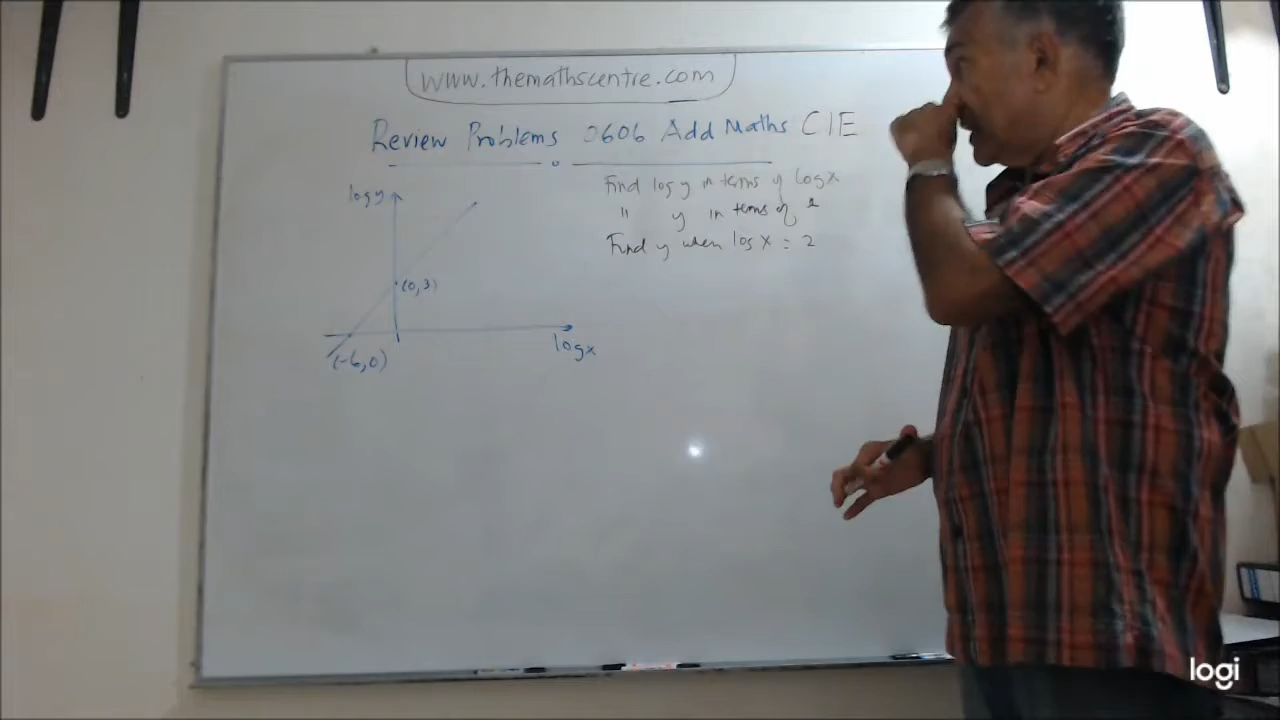 www.themathscentre.com
Review Problems 0606 Add Maths CIE
log y
(0,3)
(-6,0)
log x
Find log y in terms of log x
" y in terms of x
Find y when log x = 2
logi